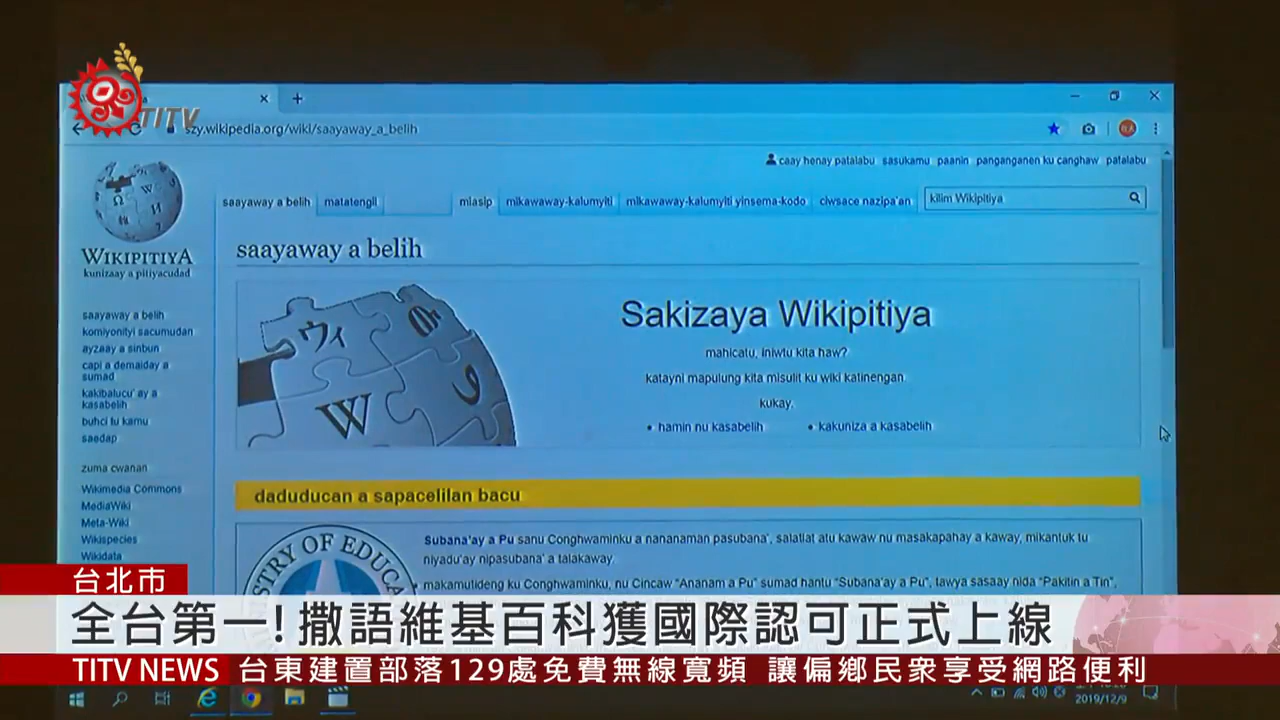 TITV
szy.wikipedia.org/wiki/saayaway_a_belih
caay henay patalabu sasukamu paanin panganganen ku canghaw patalabu
saayaway a belih matatengil miasip mikawaway-kalumyiti mikawaway-kalumyiti yinsema-kodo ciwsace nazipa'an kilim Wikipitiya
WIKIPITIYA
kunizaay a pitiyacudad
saayaway a belih
Sakizaya Wikipitiya
mahicatu, iniwtu kita haw?
katayni mapulung kita misulit ku wiki katinengan.
kukay.
• hamin nu kasabelih • kakuniza a kasabelih
saayaway a belih
komiyonityi sacumudan
ayzaay a sinbun
capi a demaiday a
sumad
kakibalucu' ay a
kasabelih
buhci tu kamu
saedap
zuma cwanan
Wikimedia Commons
MediaWiki
Meta-Wiki
Wikispecies
Wikidata
daduducan a sapacelilan bacu
STRY OF EDUCA
Subana'ay a Pu sanu Conghwaminku a nananaman pasubana', salatlat atu kawaw nu masakapahay a kaway, mikantuk tu
niyadu'ay nipasubana' a talakaway.
makamutideng ku Conghwaminku, nu Cincaw "Ananam a Pu" sumad hantu "Subana'ay a Pu", tawya sasaay nida "Pakitin a Tin",
台北市
全台第一!撒語維基百科獲國際認可正式上線
TITV NEWS 台東建置部落129處免費無線寬頻 讓偏鄉民眾享受網路便利
2019/12/9